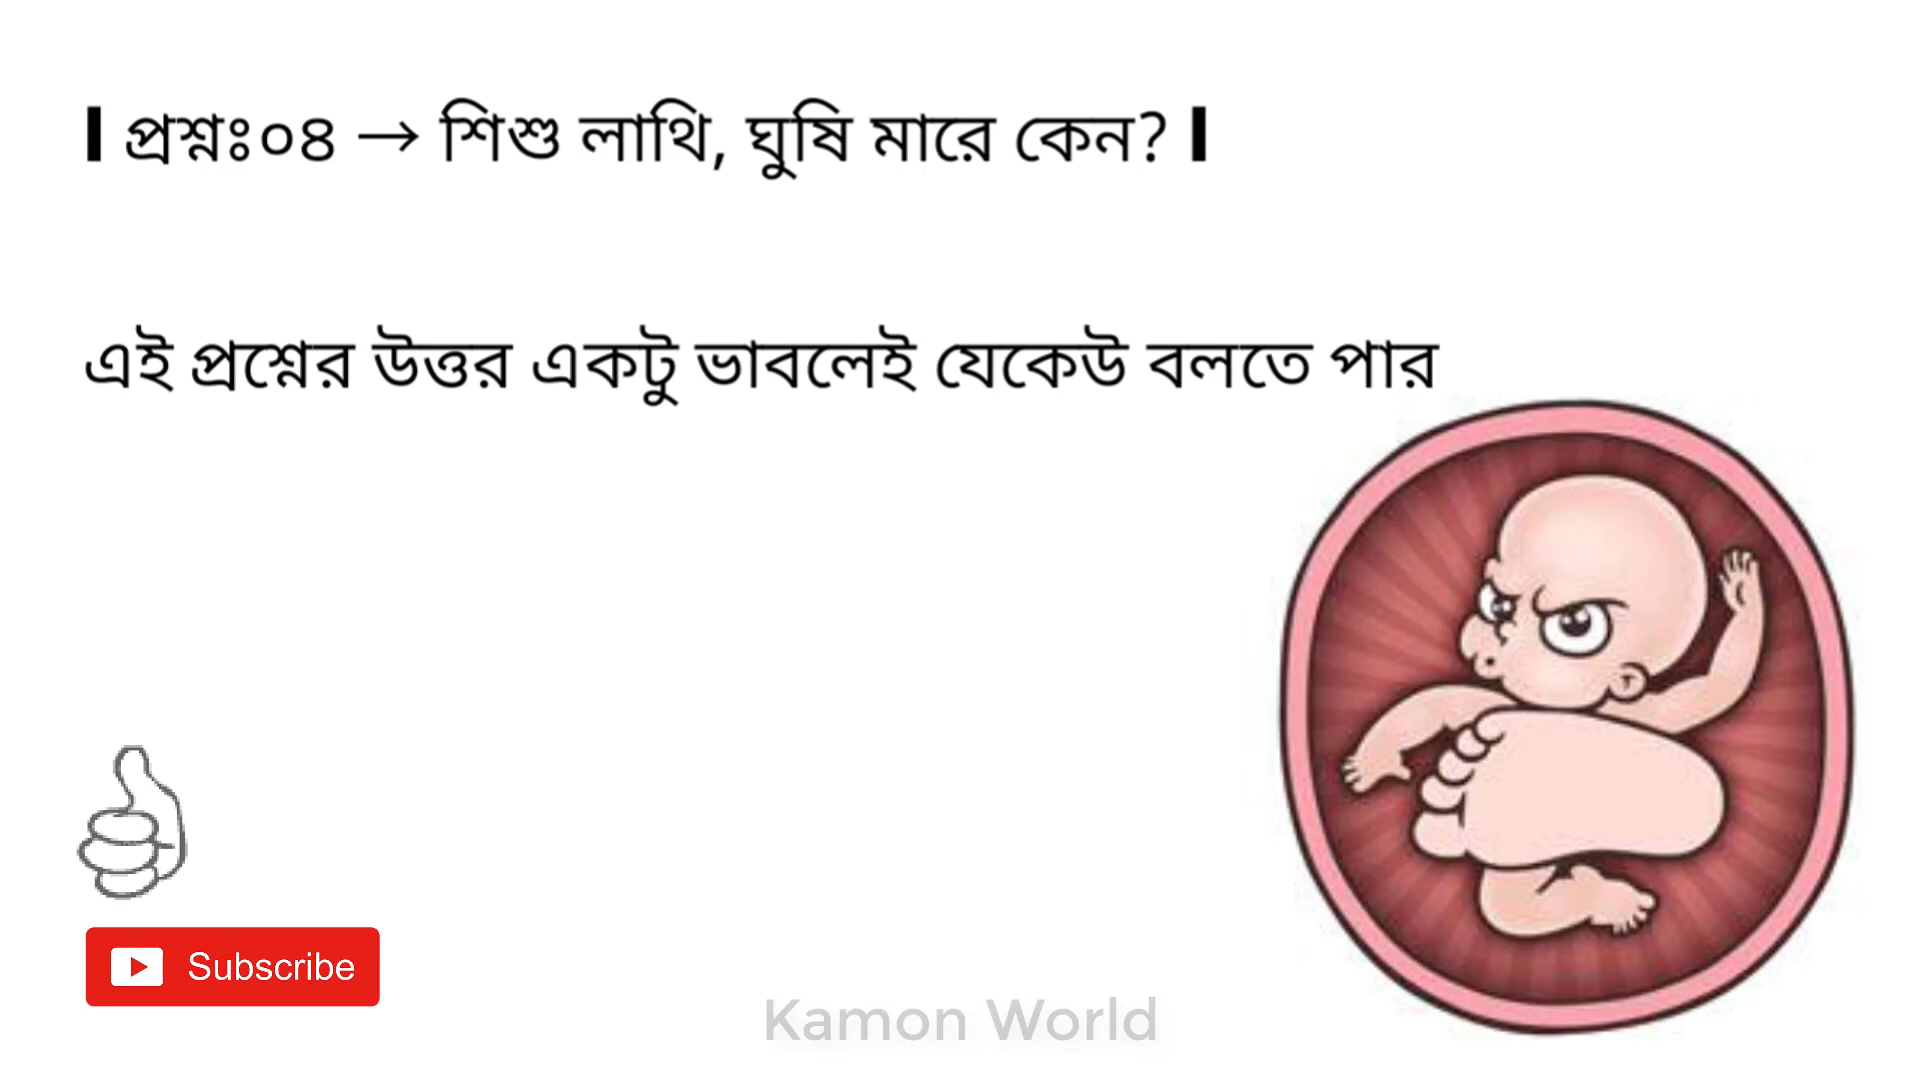 | প্রশ্নঃ০৪ → শিশু লাথি, ঘুষি মারে কেন? |
এই প্রশ্নের উত্তর একটু ভাবলেই যেকেউ বলতে পার
Subscribe
Kamon World